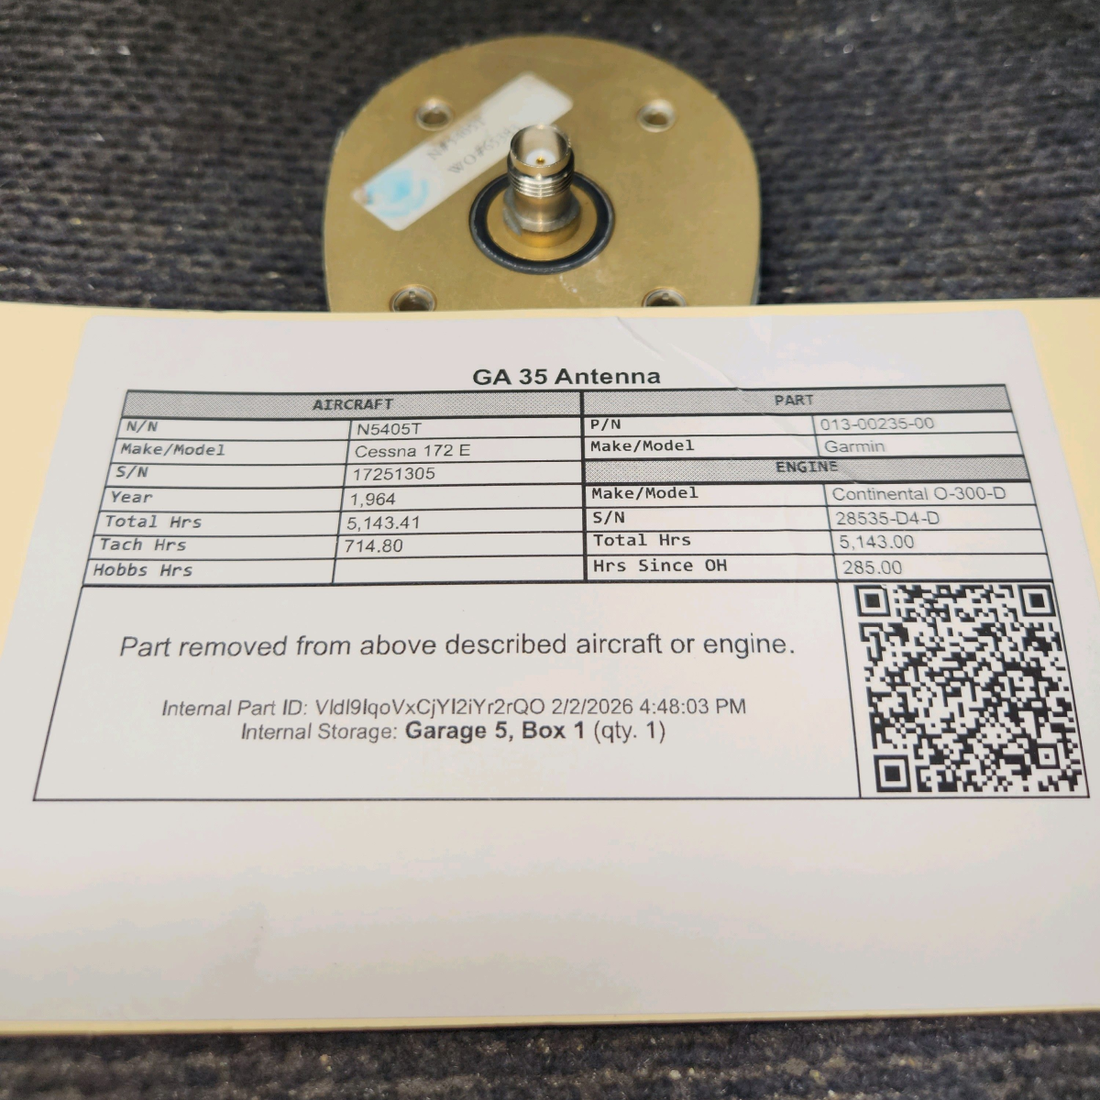 GA 35 Antenna
AIRCRAFT
N/N N5405T
Make/Model Cessna 172 E
S/N 17251305
Year 1,964
Total Hrs 5,143.41
Tach Hrs 714.80
Hobbs Hrs
PART
P/N 013-00235-00
Make/Model Garmin
ENGINE
Make/Model Continental O-300-D
S/N 28535-D4-D
Total Hrs 5,143.00
Hrs Since OH 285.00
Part removed from above described aircraft or engine.
Internal Part ID: VldI9IqoVxCjYI2iYr2rQO 2/2/2026 4:48:03 PM
Internal Storage: Garage 5, Box 1 (qty. 1)